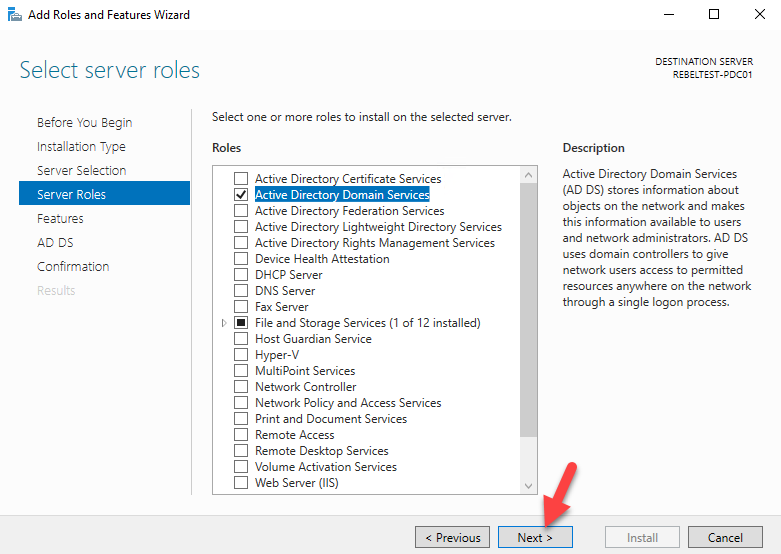 Add Roles and Features Wizard
Select server roles
DESTINATION SERVER
REBELTEST-PDC01
Before You Begin
Installation Type
Server Selection
Server Roles
Features
AD DS
Confirmation
Results
Select one or more roles to install on the selected server.
Roles
Active Directory Certificate Services
Active Directory Domain Services
Active Directory Federation Services
Active Directory Lightweight Directory Services
Active Directory Rights Management Services
Device Health Attestation
DHCP Server
DNS Server
Fax Server
File and Storage Services (1 of 12 installed)
Host Guardian Service
Hyper-V
MultiPoint Services
Network Controller
Network Policy and Access Services
Print and Document Services
Remote Access
Remote Desktop Services
Volume Activation Services
Web Server (IIS)
Description
Active Directory Domain Services
(AD DS) stores information about
objects on the network and makes
this information available to users
and network administrators. AD DS
uses domain controllers to give
network users access to permitted
resources anywhere on the network
through a single logon process.
< Previous
Next >
Install
Cancel